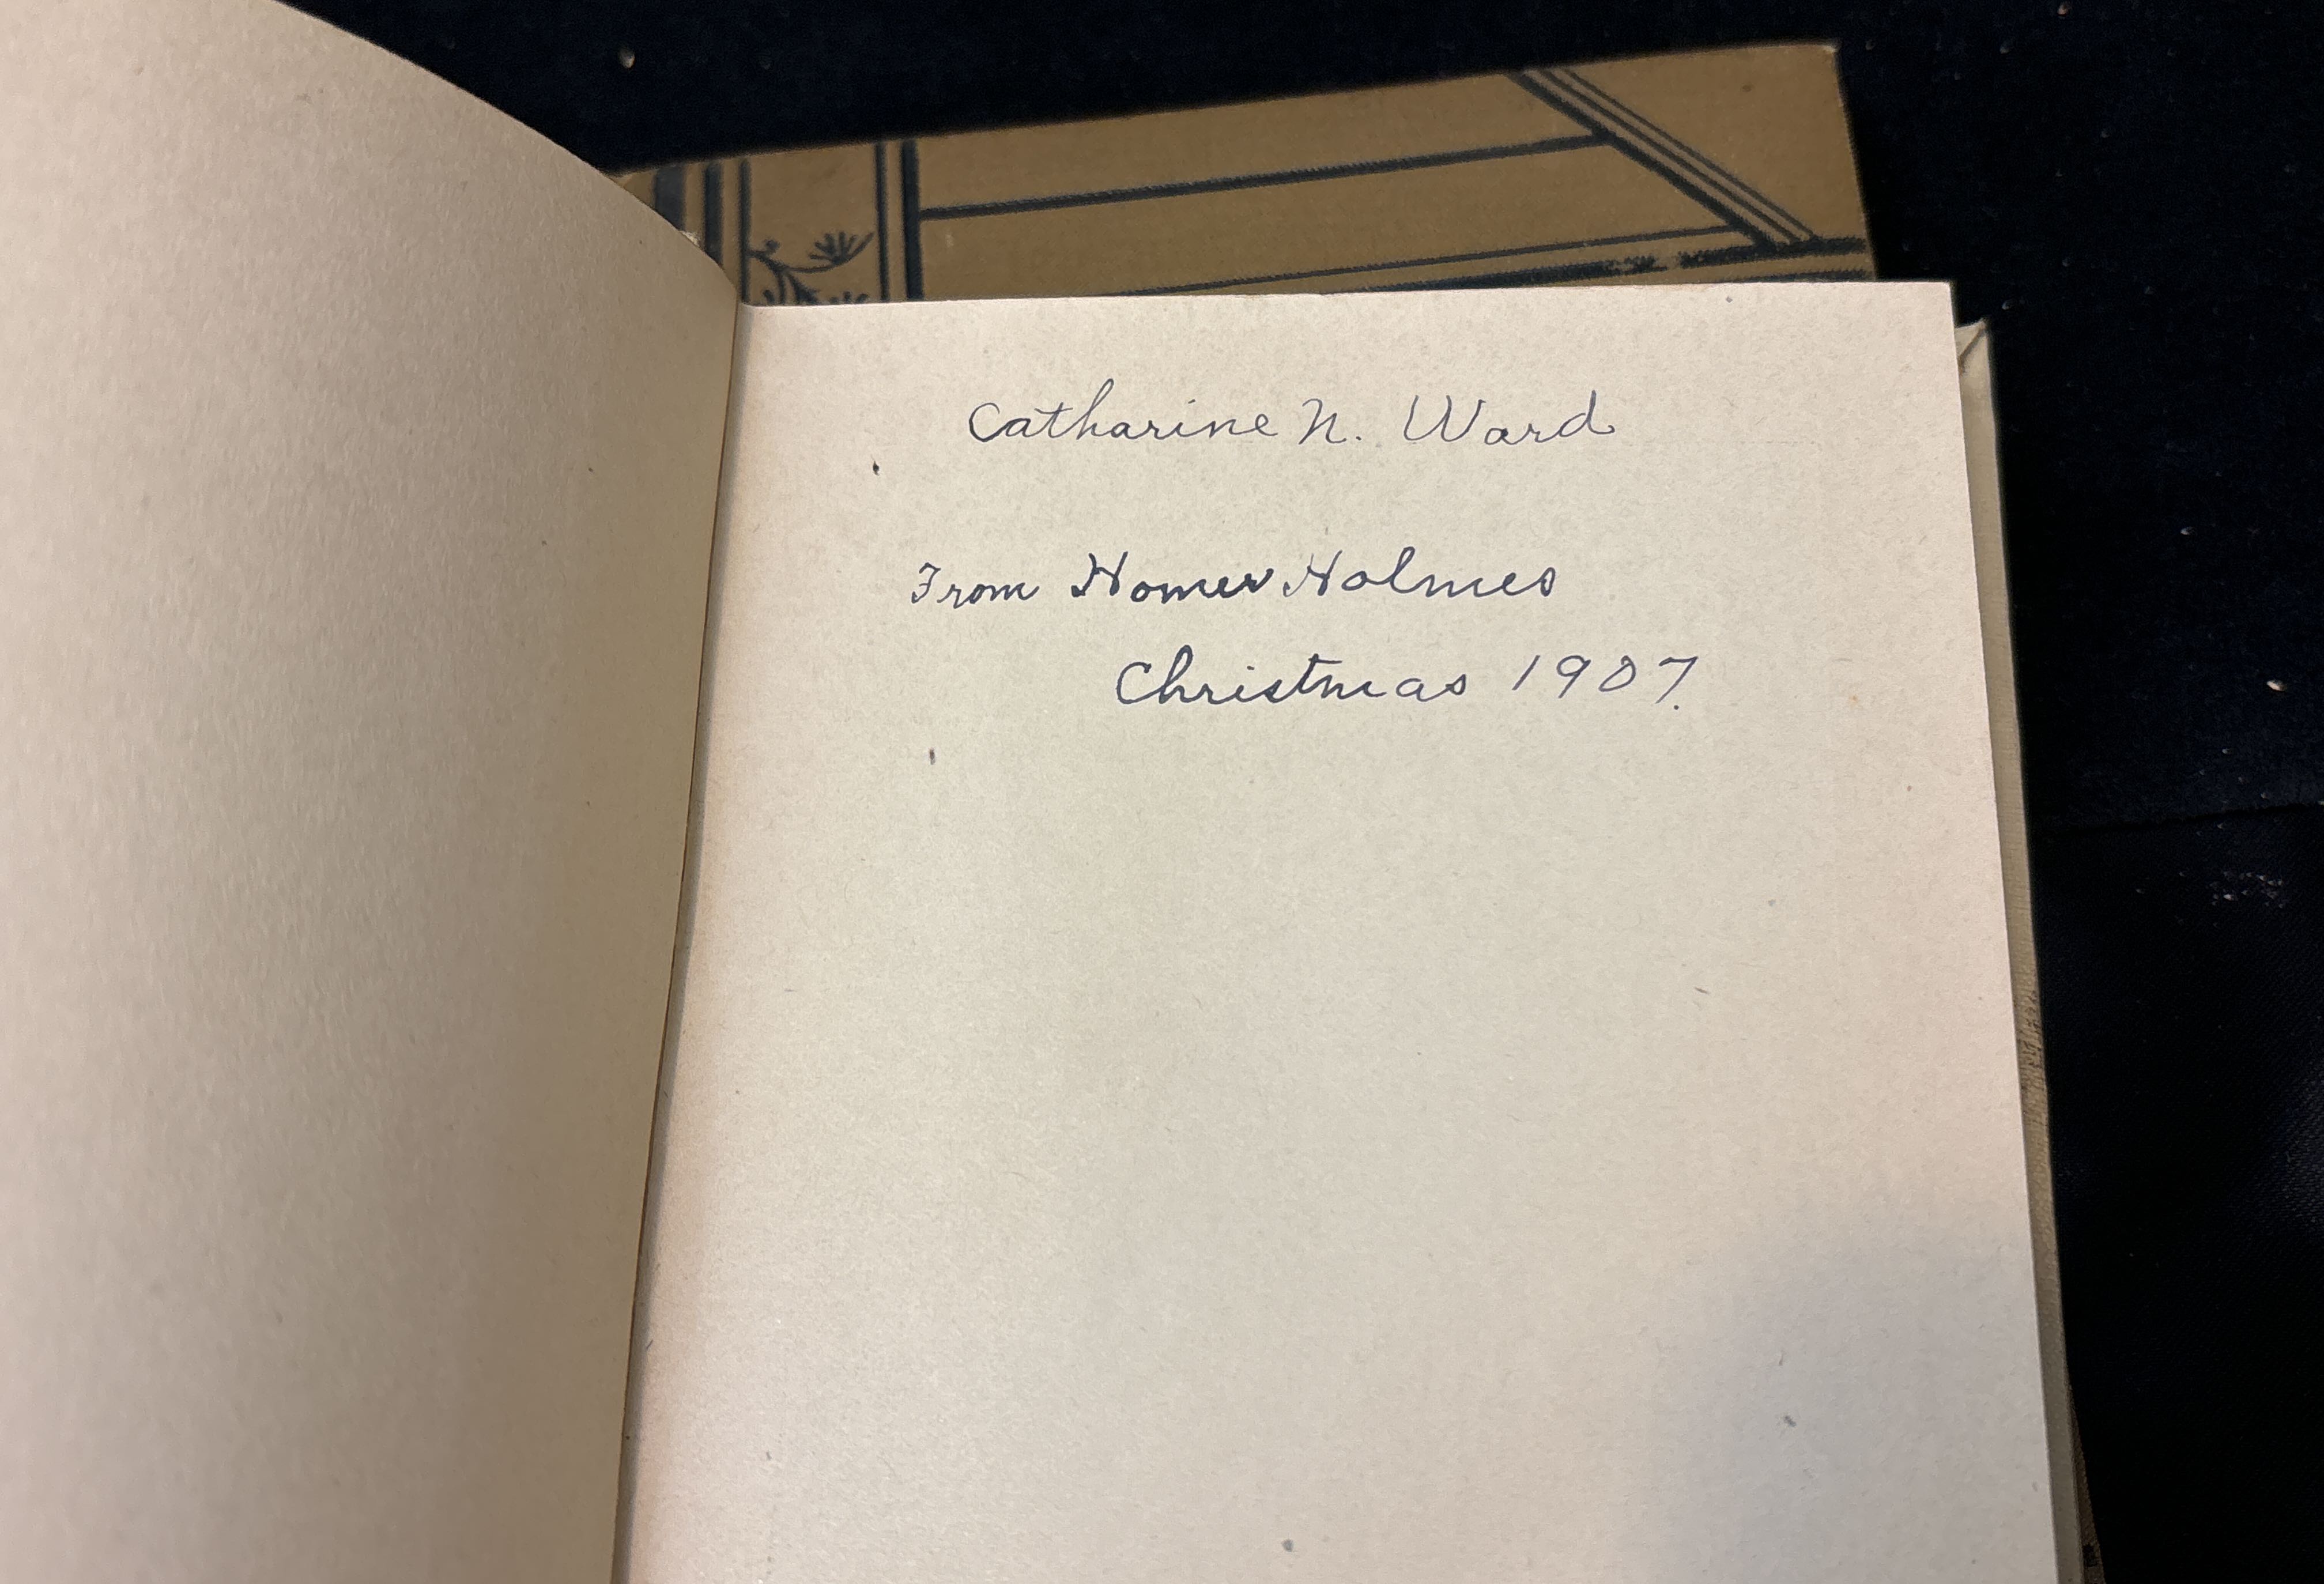 Catharine N. Ward
From Homer Holmes
Christmas 1907.